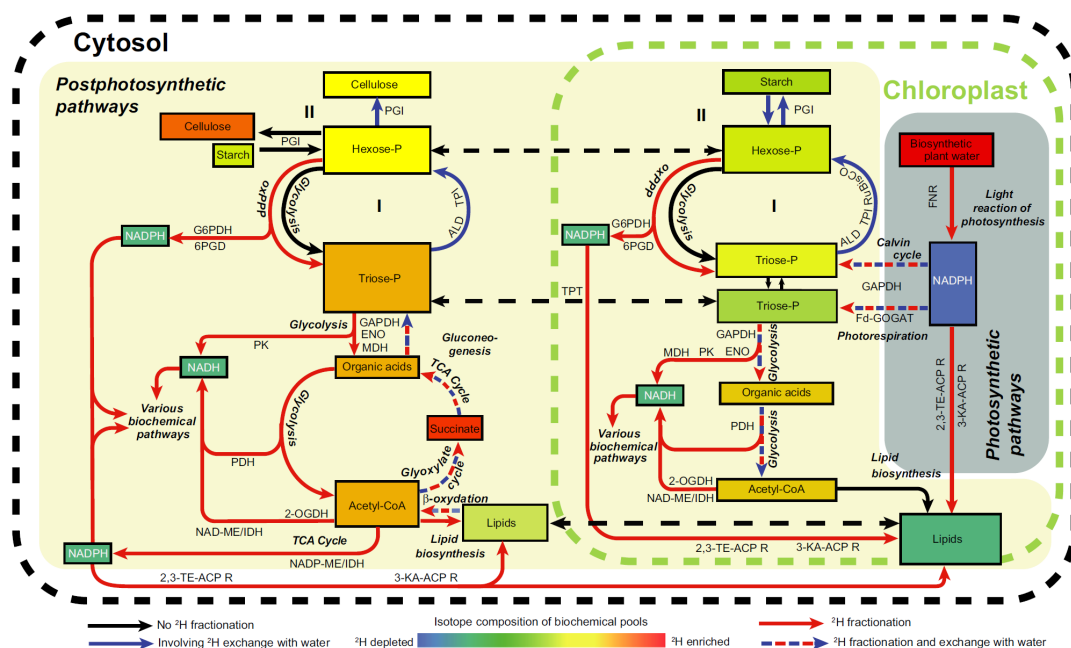 Cytosol
Postphotosynthetic
pathways
Chloroplast
Cellulose
II
PGI
Cellulose
PGI
Starch
Hexose-P
oxPPP
Glycolysis
I
ALD TPI
NADPH
G6PDH
6PGD
Triose-P
Glycolysis
PK
GAPDH
ENO
MDH
Gluconeo-
genesis
NADH
Organic acids
TCA Cycle
Various
biochemical
pathways
Glycolysis
Succinate
PDH
Glyoxylate
cycle
β-oxydation
2-OGDH
Acetyl-CoA
NAD-ME/IDH
Lipids
TCA Cycle
Lipid
biosynthesis
NADPH
NADP-ME/IDH
2,3-TE-ACP R
3-KA-ACP R
Starch
II
PGI
Hexose-P
oxPPP
Glycolysis
I
ALD TPI RuBisCO
NADPH
G6PDH
6PGD
Triose-P
TPT
Triose-P
GAPDH
MDH PK ENO
Glycolysis
NADH
Organic acids
Various
biochemical
pathways
PDH
Glycolysis
2-OGDH
NAD-ME/IDH
Acetyl-CoA
Lipid
biosynthesis
Lipids
2,3-TE-ACP R
3-KA-ACP R
Biosynthetic
plant water
FNR
Light
reaction of
photosynthesis
Calvin
cycle
NADPH
GAPDH
Fd-GOGAT
Photorespiration
2,3-TE-ACP R
3-KA-ACP R
Photosynthetic
pathways
No ²H fractionation
Involving ²H exchange with water
Isotope composition of biochemical pools
²H depleted
²H enriched
²H fractionation
²H fractionation and exchange with water